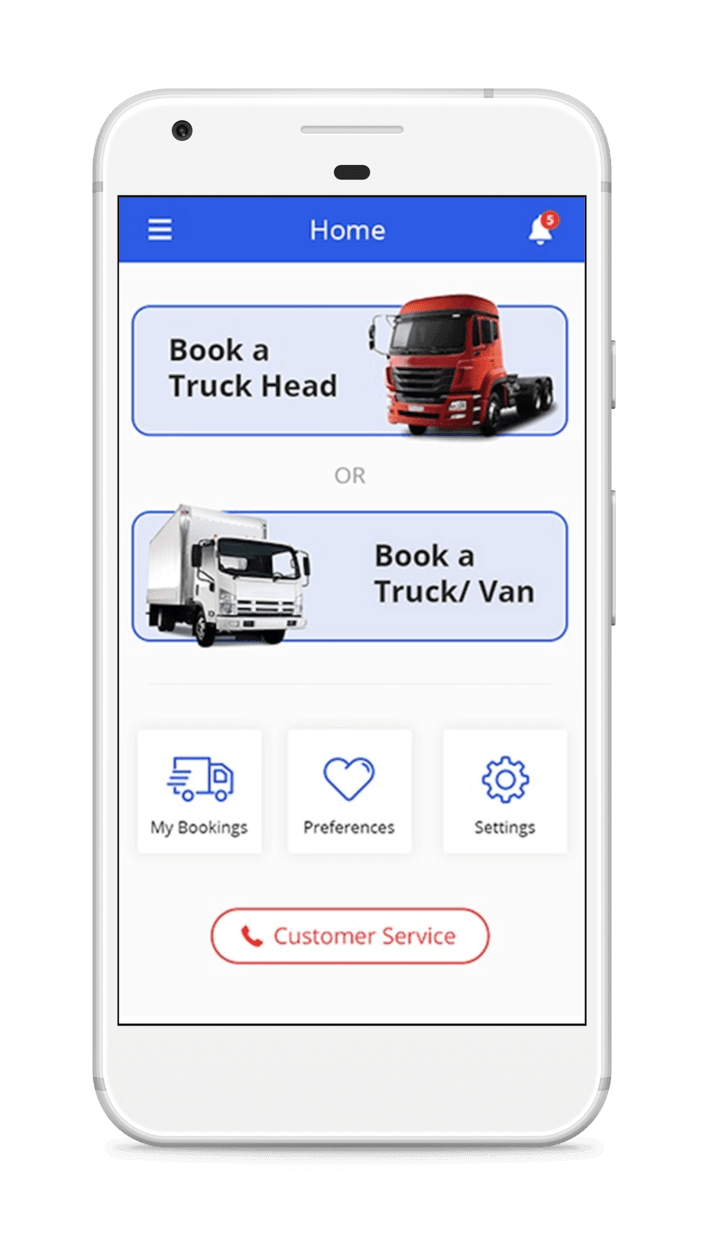 Home
5
Book a
Truck Head
OR
Book a
Truck/ Van
My Bookings
Preferences
Settings
Customer Service